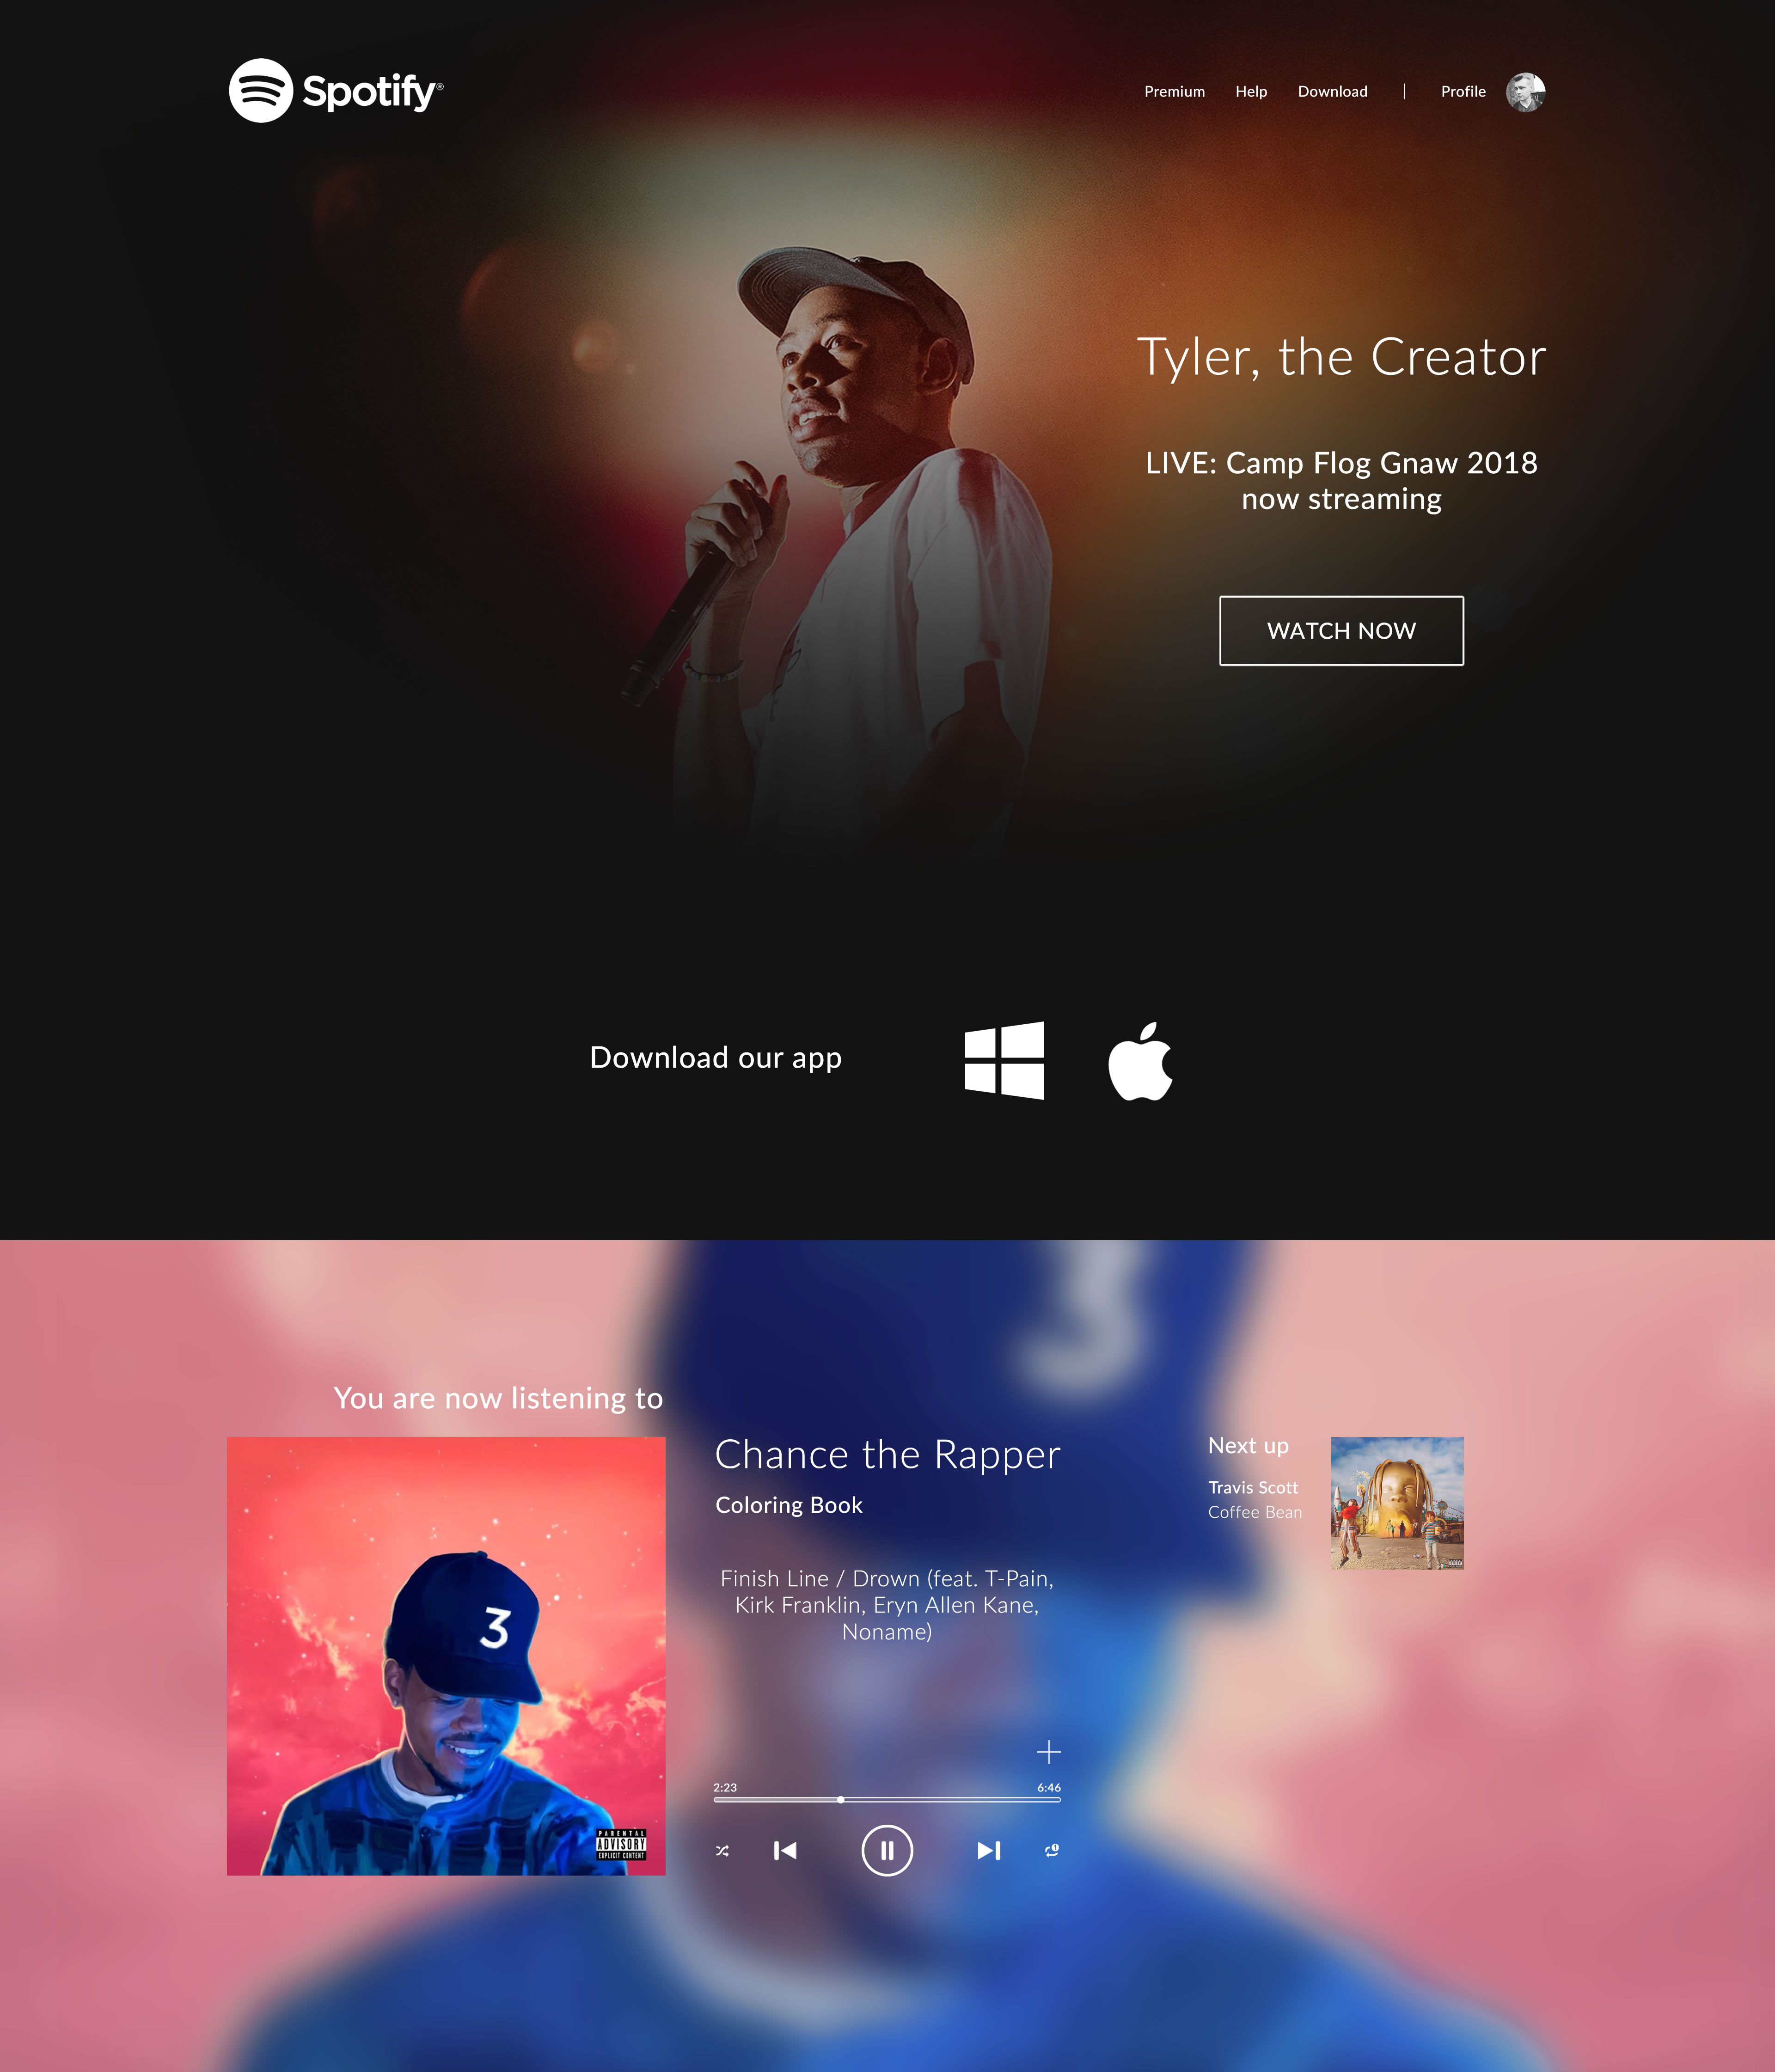 Spotify®
Premium Help Download | Profile
Tyler, the Creator
LIVE: Camp Flog Gnaw 2018
now streaming
WATCH NOW
Download our app
You are now listening to
3
PARENTAL
ADVISORY
EXPLICIT CONTENT
Chance the Rapper
Coloring Book
Finish Line / Drown (feat. T-Pain,
Kirk Franklin, Eryn Allen Kane,
Noname)
2:23 6:46
1
Next up
Travis Scott
Coffee Bean